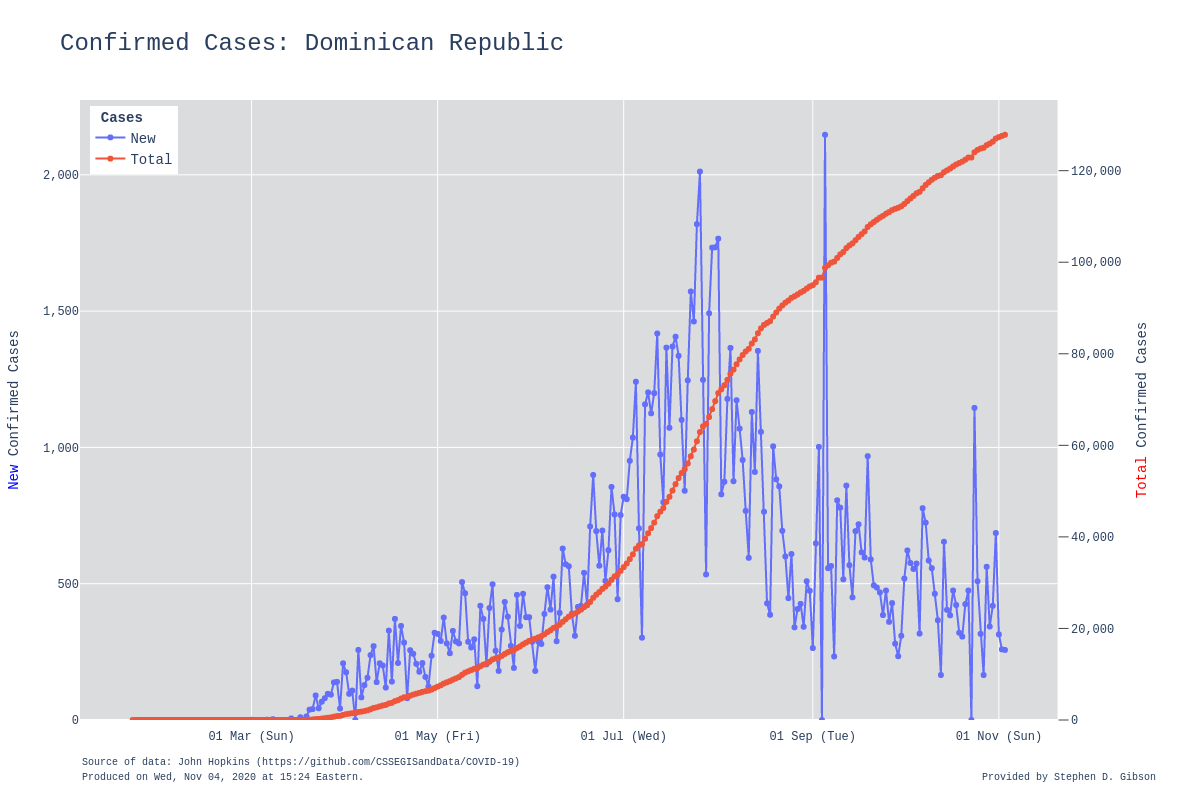 Confirmed Cases: Dominican Republic
Cases
New
Total
2,000
1,500
1,000
500
0
New Confirmed Cases
120,000
100,000
80,000
60,000
40,000
20,000
0
Total Confirmed Cases
01 Mar (Sun) 01 May (Fri) 01 Jul (Wed) 01 Sep (Tue) 01 Nov (Sun)
Source of data: John Hopkins (https://github.com/CSSEGISandData/COVID-19)
Produced on Wed, Nov 04, 2020 at 15:24 Eastern.
Provided by Stephen D. Gibson